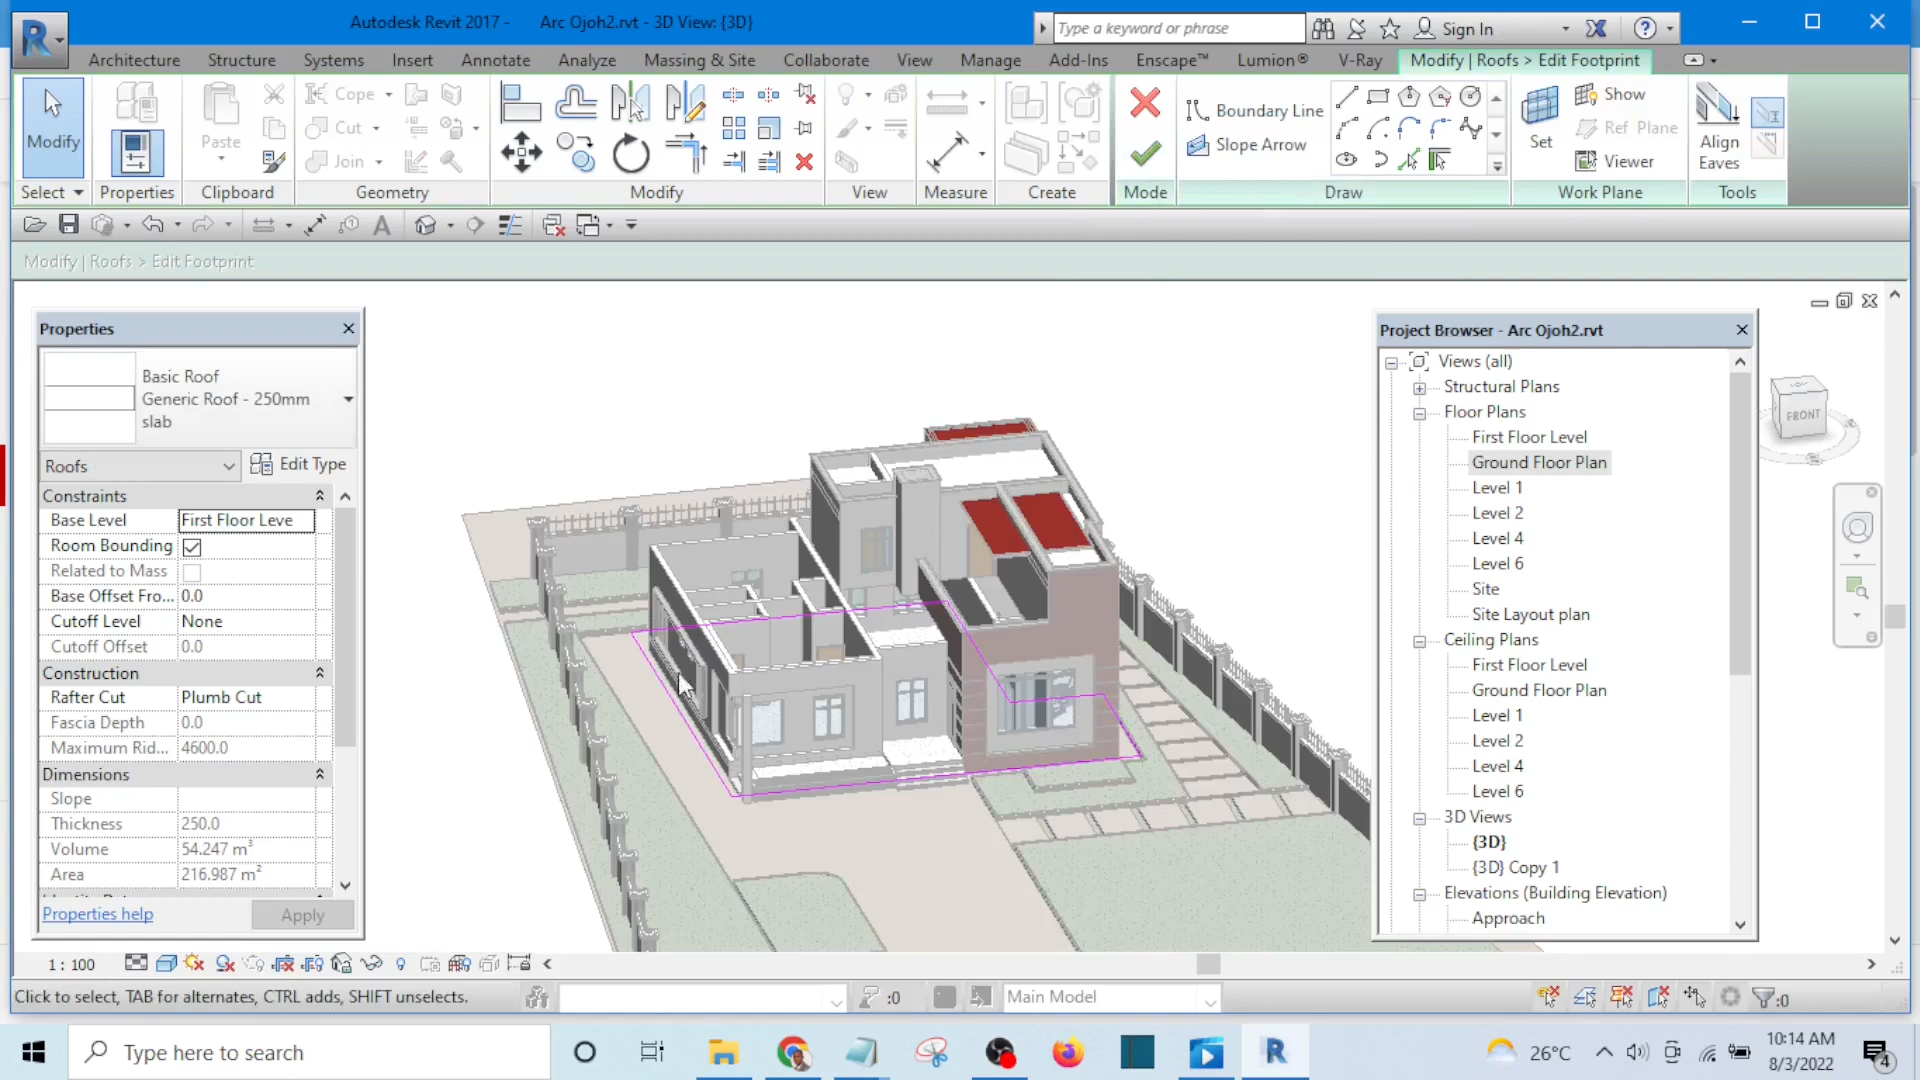 Autodesk Revit 2017 - Arc Ojoh2.rvt - 3D View: {3D}
Type a keyword or phrase
Sign In
Architecture Structure Systems Insert Annotate Analyze Massing & Site Collaborate View Manage Add-Ins Enscape™ Lumion® V-Ray Modify | Roofs > Edit Footprint
Modify
Paste
Cope
Cut
Join
Boundary Line
Slope Arrow
Set
Show
Ref Plane
Viewer
Align
Eaves
Select Properties Clipboard Geometry Modify View Measure Create Mode Draw Work Plane Tools
Modify | Roofs > Edit Footprint
Properties
Basic Roof
Generic Roof - 250mm
slab
Roofs
Edit Type
Constraints
Base Level First Floor Leve
Room Bounding
Related to Mass
Base Offset Fro... 0.0
Cutoff Level None
Cutoff Offset 0.0
Construction
Rafter Cut Plumb Cut
Fascia Depth 0.0
Maximum Rid... 4600.0
Dimensions
Slope
Thickness 250.0
Volume 54.247 m³
Area 216.987 m²
Properties help
Apply
Project Browser - Arc Ojoh2.rvt
Views (all)
Structural Plans
Floor Plans
First Floor Level
Ground Floor Plan
Level 1
Level 2
Level 4
Level 6
Site
Site Layout plan
Ceiling Plans
First Floor Level
Ground Floor Plan
Level 1
Level 2
Level 4
Level 6
3D Views
{3D}
{3D} Copy 1
Elevations (Building Elevation)
Approach
FRONT
1 : 100
Click to select, TAB for alternates, CTRL adds, SHIFT unselects.
:0
Main Model
:0
Type here to search
26°C
10:14 AM
8/3/2022
4